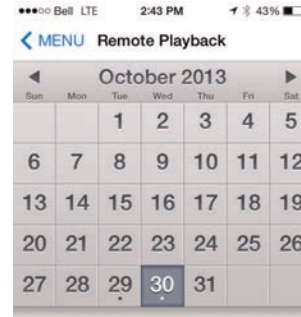 Bell LTE 2:43 PM 43%
MENU Remote Playback
October 2013
Sun Mon Tue Wed Thu Fri Sat
1 2 3 4 5
6 7 8 9 10 11 12
13 14 15 16 17 18 19
20 21 22 23 24 25 26
27 28 29 30 31